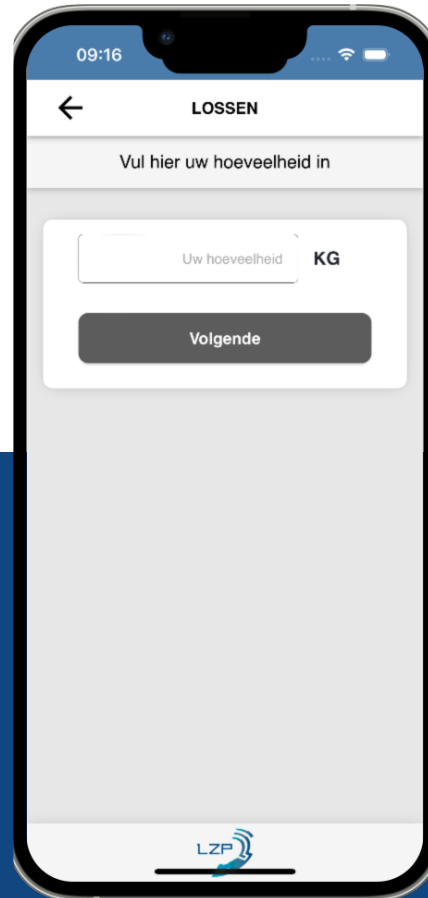 09:16
LOSSEN
Vul hier uw hoeveelheid in
Uw hoeveelheid KG
Volgende
LZP